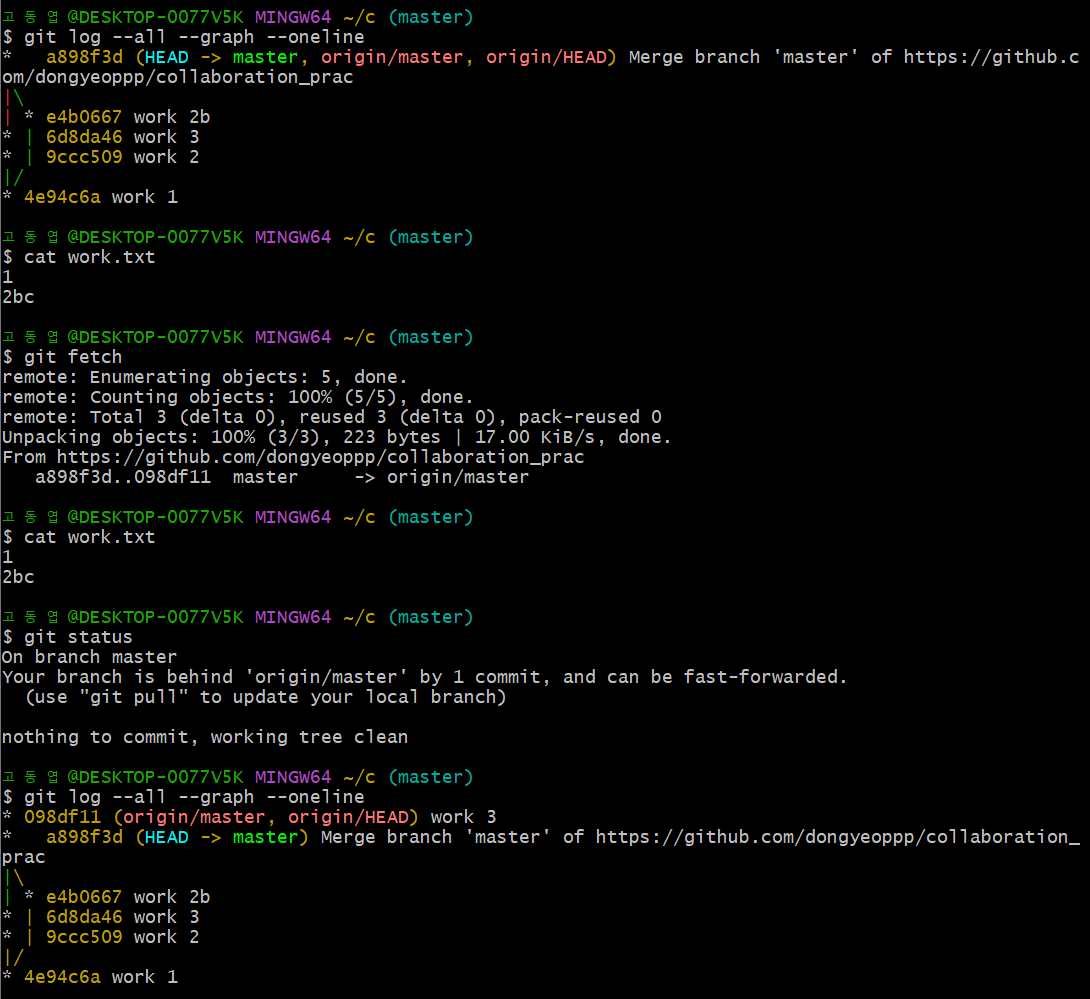 고 동 엽 @DESKTOP-0077V5K MINGW64 ~/c (master)
$ git log --all --graph --oneline
*   a898f3d (HEAD -> master, origin/master, origin/HEAD) Merge branch 'master' of https://github.c
om/dongyeoppp/collaboration_prac
|\
| * e4b0667 work 2b
* | 6d8da46 work 3
* | 9ccc509 work 2
|/
* 4e94c6a work 1

고 동 엽 @DESKTOP-0077V5K MINGW64 ~/c (master)
$ cat work.txt
1
2bc

고 동 엽 @DESKTOP-0077V5K MINGW64 ~/c (master)
$ git fetch
remote: Enumerating objects: 5, done.
remote: Counting objects: 100% (5/5), done.
remote: Total 3 (delta 0), reused 3 (delta 0), pack-reused 0
Unpacking objects: 100% (3/3), 223 bytes | 17.00 KiB/s, done.
From https://github.com/dongyeoppp/collaboration_prac
   a898f3d..098df11  master     -> origin/master

고 동 엽 @DESKTOP-0077V5K MINGW64 ~/c (master)
$ cat work.txt
1
2bc

고 동 엽 @DESKTOP-0077V5K MINGW64 ~/c (master)
$ git status
On branch master
Your branch is behind 'origin/master' by 1 commit, and can be fast-forwarded.
  (use "git pull" to update your local branch)

nothing to commit, working tree clean

고 동 엽 @DESKTOP-0077V5K MINGW64 ~/c (master)
$ git log --all --graph --oneline
* 098df11 (origin/master, origin/HEAD) work 3
*   a898f3d (HEAD -> master) Merge branch 'master' of https://github.com/dongyeoppp/collaboration_
prac
|\
| * e4b0667 work 2b
* | 6d8da46 work 3
* | 9ccc509 work 2
|/
* 4e94c6a work 1